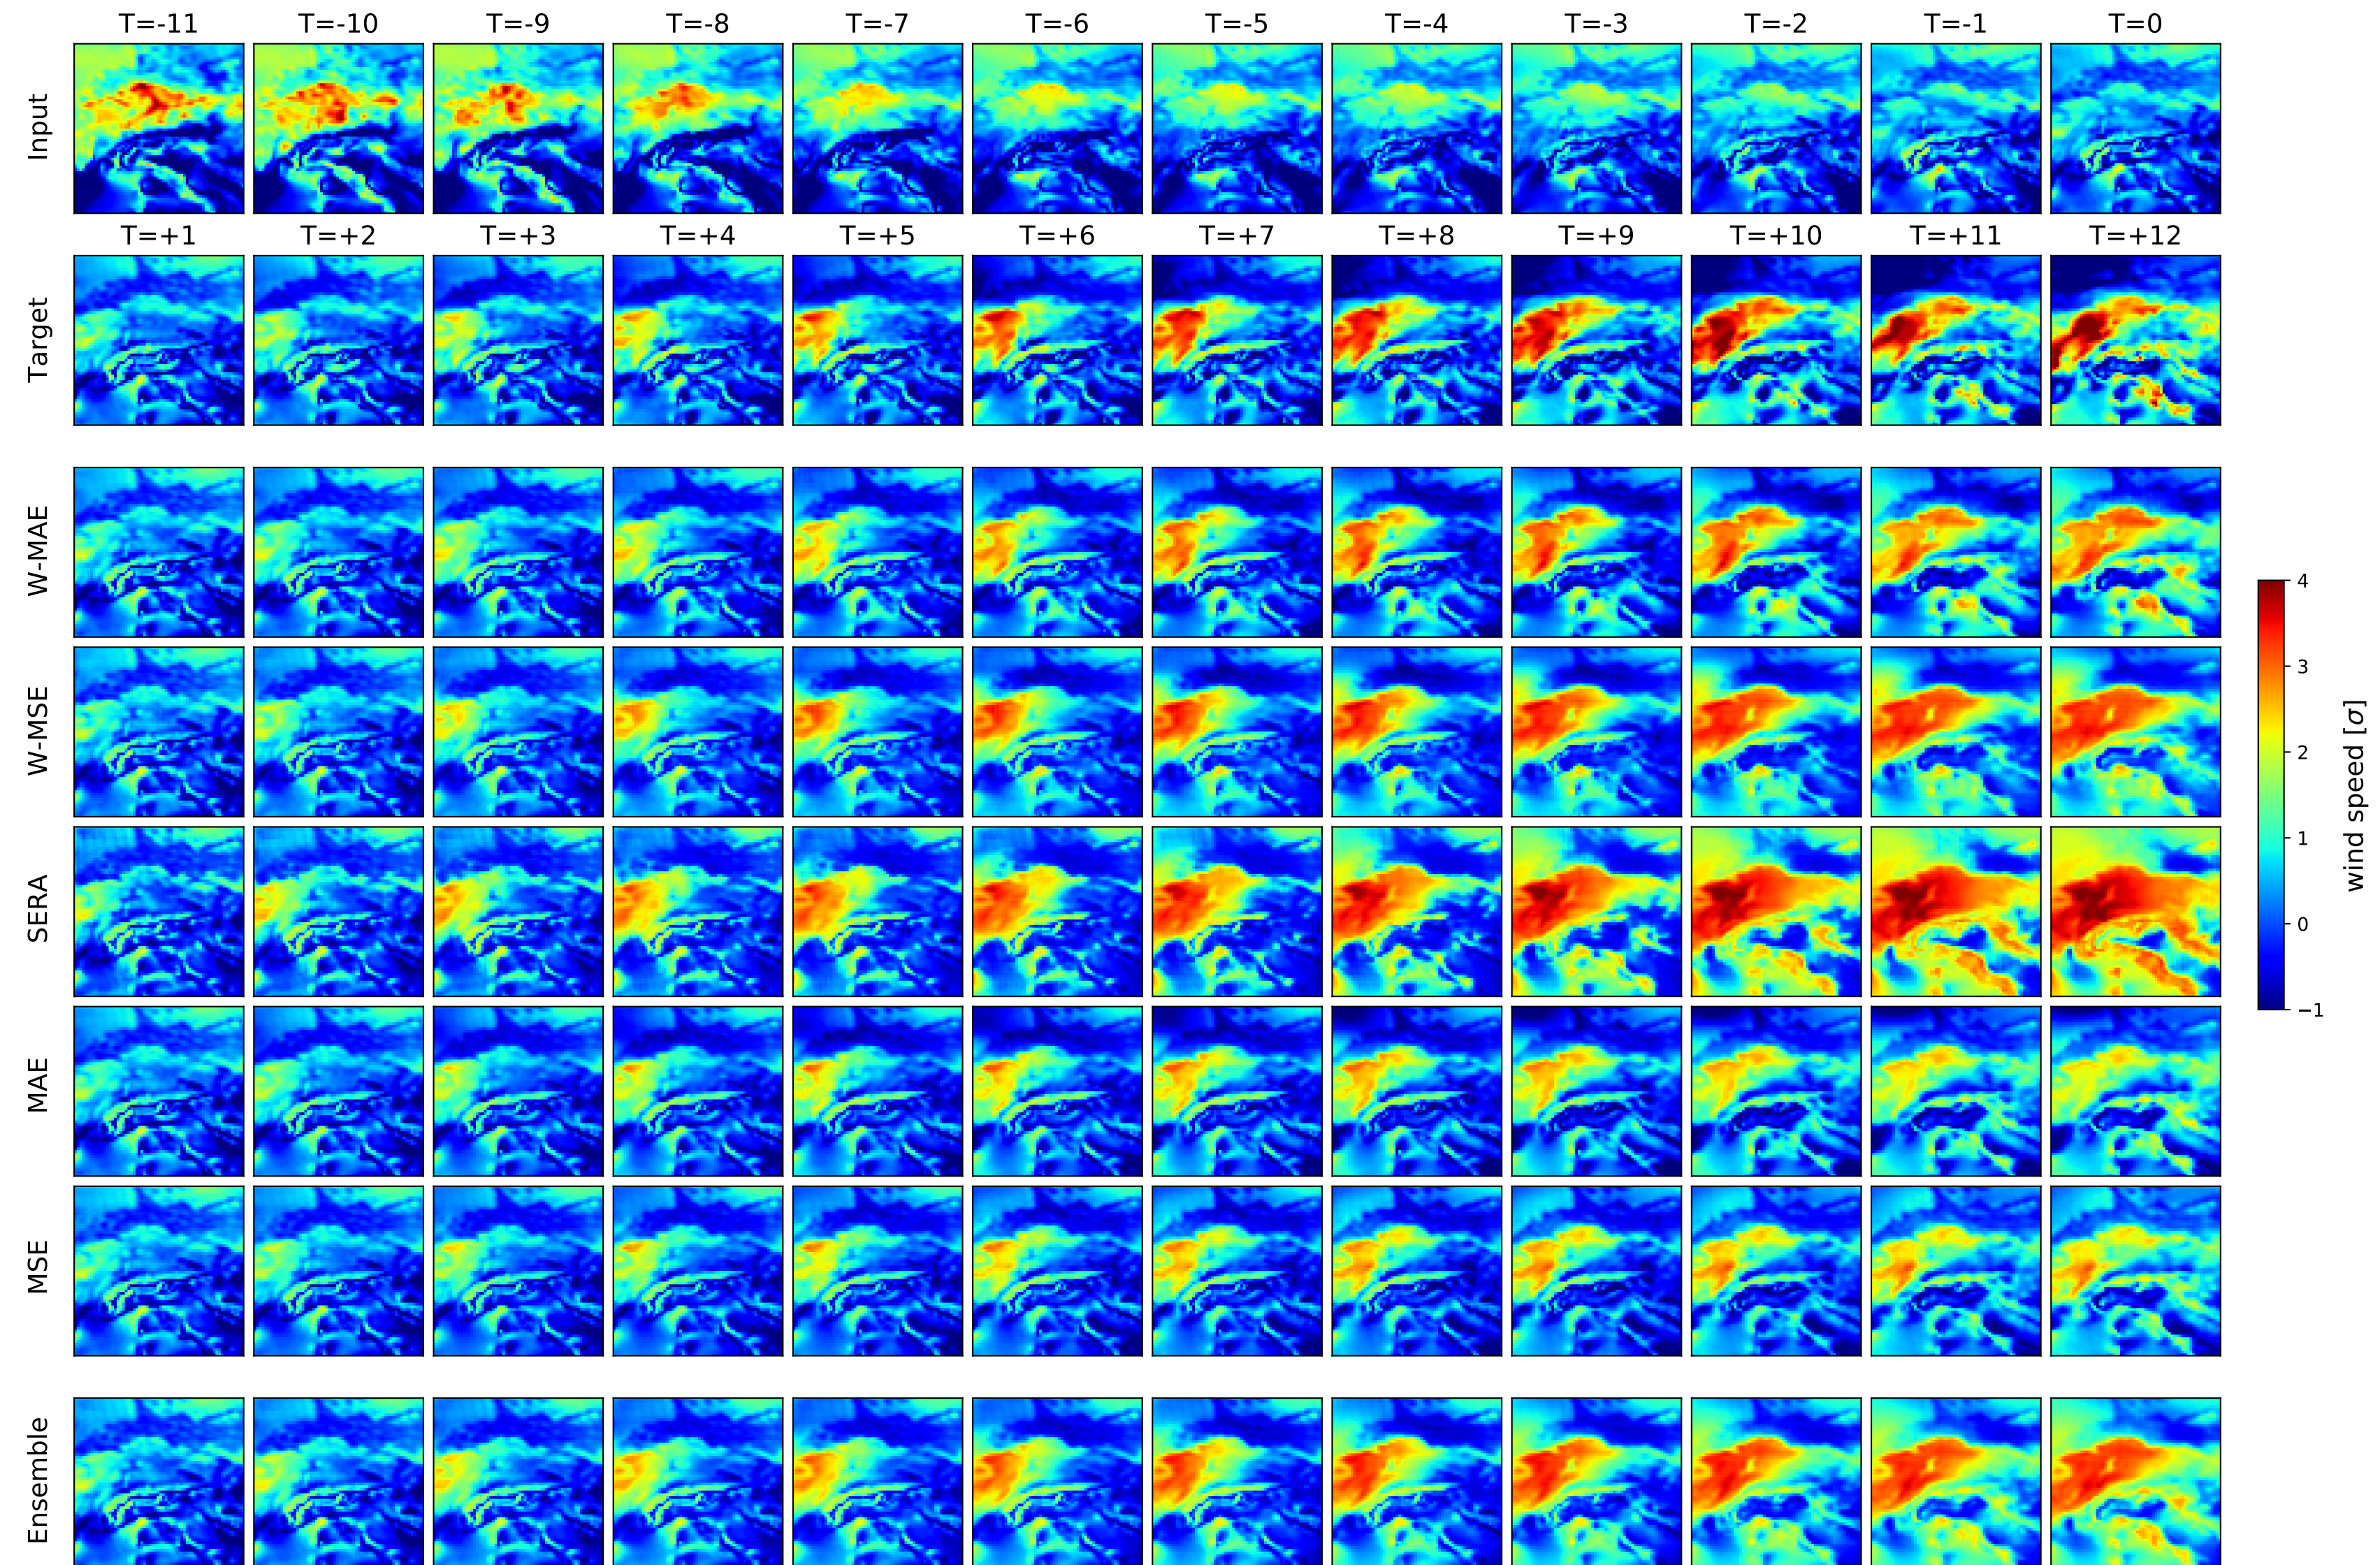 T=-11 T=-10 T=-9 T=-8 T=-7 T=-6 T=-5 T=-4 T=-3 T=-2 T=-1 T=0
Input
T=+1 T=+2 T=+3 T=+4 T=+5 T=+6 T=+7 T=+8 T=+9 T=+10 T=+11 T=+12
Target
W-MAE
W-MSE
SERA
MAE
MSE
Ensemble
4
3
2
1
0
−1
wind speed [σ]